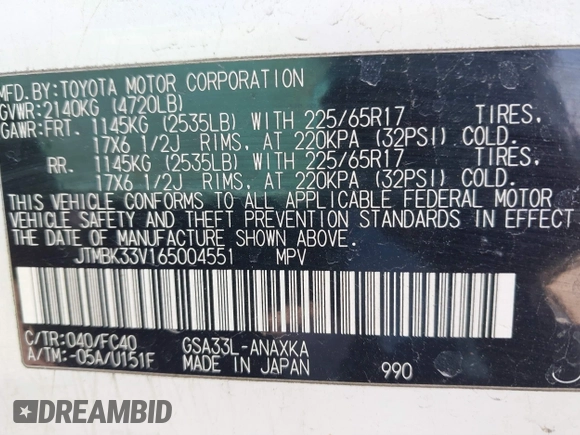 MFD.BY:TOYOTA MOTOR CORPORATION
GVWR:2140KG (4720LB)
GAWR:FRT. 1145KG (2535LB) WITH 225/65R17 TIRES,
17X6 1/2J RIMS, AT 220KPA (32PSI) COLD.
RR. 1145KG (2535LB) WITH 225/65R17 TIRES,
17X6 1/2J RIMS, AT 220KPA (32PSI) COLD.
THIS VEHICLE CONFORMS TO ALL APPLICABLE FEDERAL MOTOR
VEHICLE SAFETY AND THEFT PREVENTION STANDARDS IN EFFECT
ON THE DATE OF MANUFACTURE SHOWN ABOVE.
JTMBK33V165004551 MPV
C/TR:040/FC40 GSA33L-ANAXKA
A/TM:-05A/U151F MADE IN JAPAN 990
DREAMBID